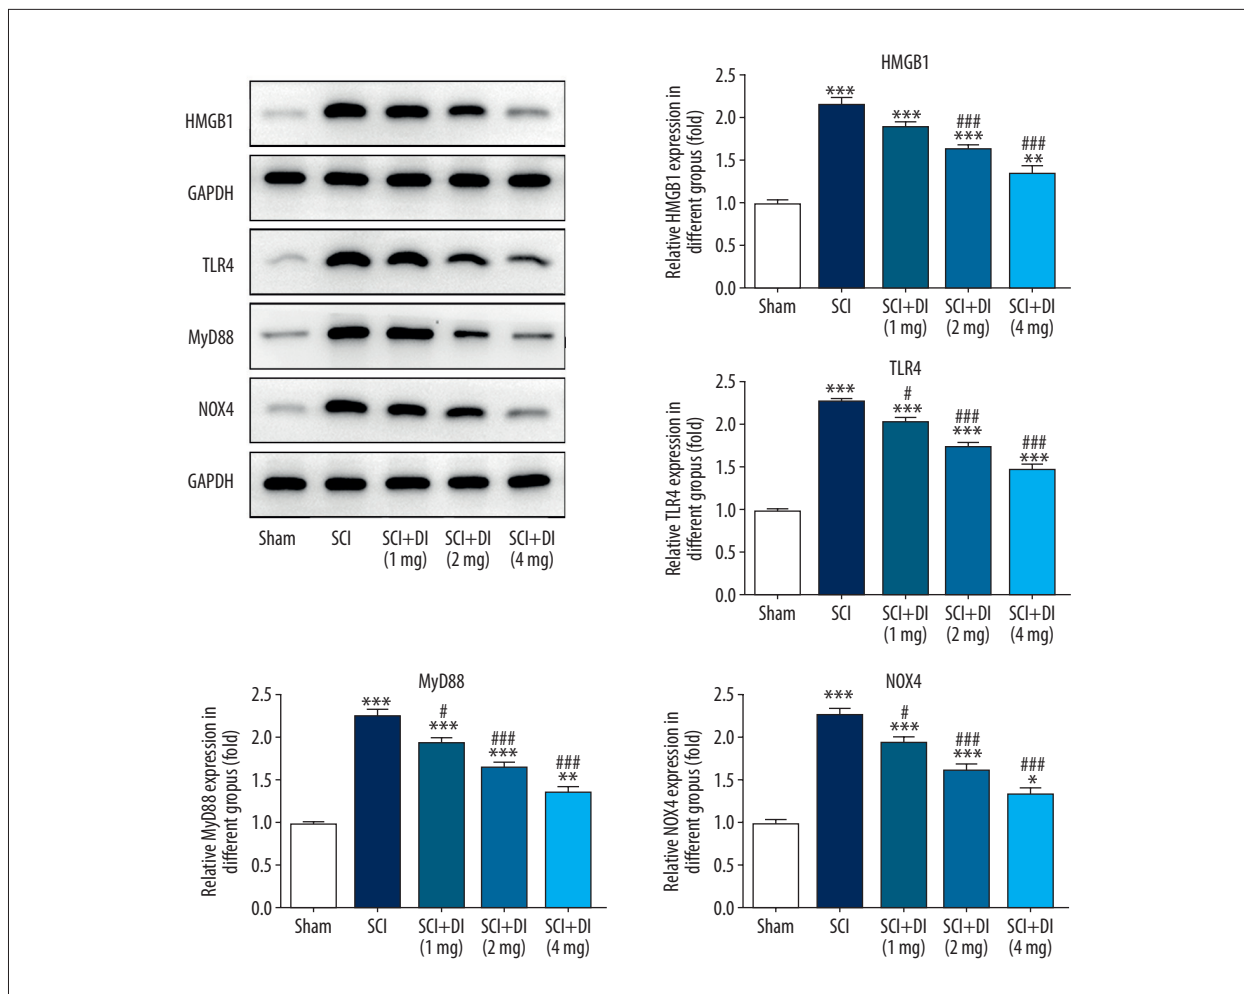 HMGB1
GAPDH
TLR4
MyD88
NOX4
GAPDH
Sham SCI SCI+DI SCI+DI SCI+DI
(1 mg) (2 mg) (4 mg)
HMGB1
Relative HMGB1 expression in
different gropus (fold)
2.5
2.0
1.5
1.0
0.5
0.0
***
***
###
***
###
**
Sham SCI SCI+DI SCI+DI SCI+DI
(1 mg) (2 mg) (4 mg)
TLR4
Relative TLR4 expression in
different gropus (fold)
2.5
2.0
1.5
1.0
0.5
0.0
***
#
***
###
***
###
***
Sham SCI SCI+DI SCI+DI SCI+DI
(1 mg) (2 mg) (4 mg)
MyD88
Relative MyD88 expression in
different gropus (fold)
2.5
2.0
1.5
1.0
0.5
0.0
***
#
***
###
***
###
**
Sham SCI SCI+DI SCI+DI SCI+DI
(1 mg) (2 mg) (4 mg)
NOX4
Relative NOX4 expression in
different gropus (fold)
2.5
2.0
1.5
1.0
0.5
0.0
***
#
***
###
***
###
*
Sham SCI SCI+DI SCI+DI SCI+DI
(1 mg) (2 mg) (4 mg)